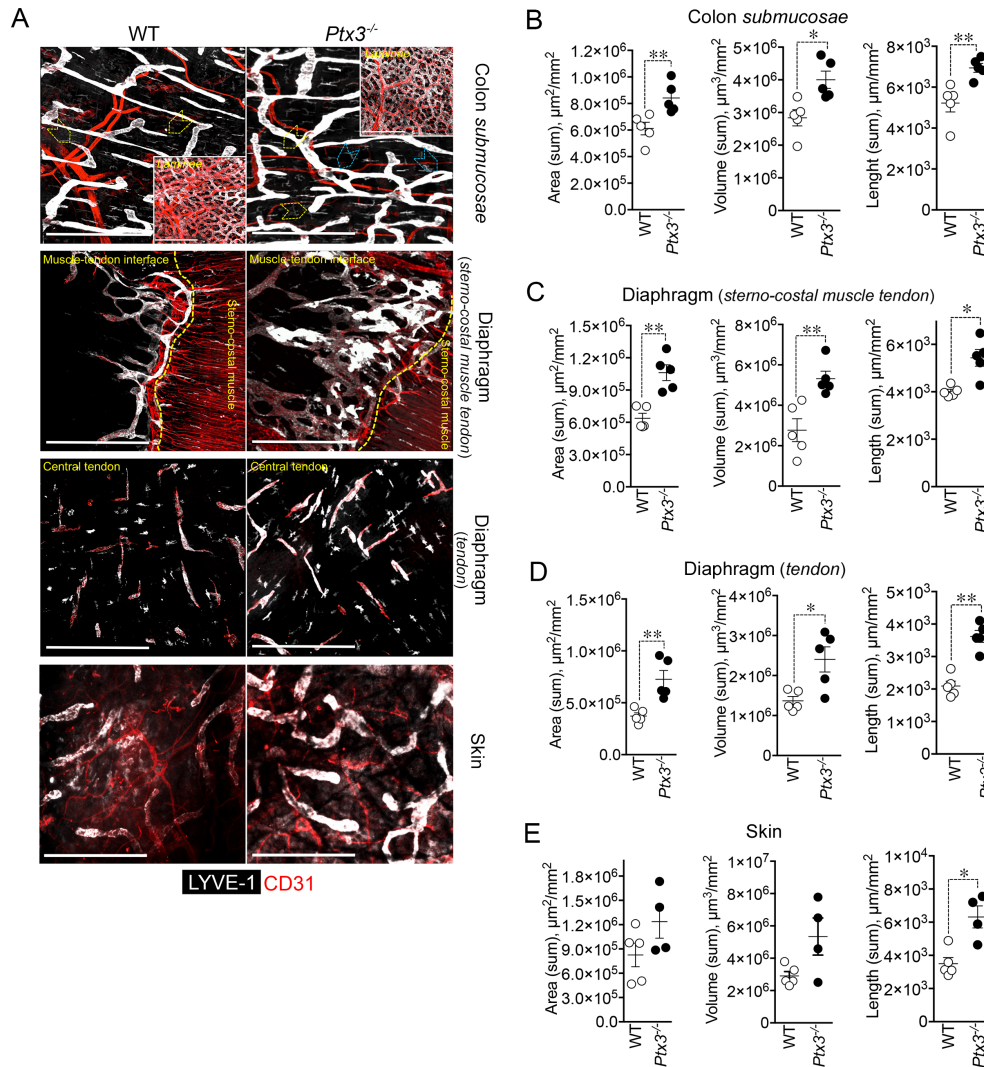 A
WT
Ptx3-/-
Colon submucosae
Diaphragm
(sterno-costal muscle tendon)
Diaphragm
(tendon)
Skin
Muscle-tendon interface
Sterno-costal muscle
Muscle-tendon interface
Sterno-costal muscle
Central tendon
Central tendon
LYVE-1 CD31
B
Colon submucosae
Area (sum), µm²/mm²
1.2×10⁶
1.0×10⁶
8.0×10⁵
6.0×10⁵
4.0×10⁵
2.0×10⁵
0.0
**
WT
Ptx3-/-
Volume (sum), µm³/mm²
5×10⁶
4×10⁶
3×10⁶
2×10⁶
1×10⁶
0
*
WT
Ptx3-/-
Lenght (sum), µm/mm²
8×10³
6×10³
4×10³
2×10³
0
**
WT
Ptx3-/-
C
Diaphragm (sterno-costal muscle tendon)
Area (sum), µm²/mm²
1.5×10⁶
1.2×10⁶
9.0×10⁵
6.0×10⁵
3.0×10⁵
0.0
**
WT
Ptx3-/-
Volume (sum), µm³/mm²
8×10⁶
6×10⁶
4×10⁶
2×10⁶
0
**
WT
Ptx3-/-
Length (sum), µm/mm²
6×10³
4×10³
2×10³
0
*
WT
Ptx3-/-
D
Diaphragm (tendon)
Area (sum), µm²/mm²
1.5×10⁶
1.0×10⁶
5.0×10⁵
0.0
**
WT
Ptx3-/-
Volume (sum), µm³/mm²
4×10⁶
3×10⁶
2×10⁶
1×10⁶
0
*
WT
Ptx3-/-
Length (sum), µm/mm²
5×10³
4×10³
3×10³
2×10³
1×10³
0
**
WT
Ptx3-/-
E
Skin
Area (sum), µm²/mm²
1.8×10⁶
1.5×10⁶
1.2×10⁶
9.0×10⁵
6.0×10⁵
3.0×10⁵
0.0
WT
Ptx3-/-
Volume (sum), µm³/mm²
1×10⁷
8×10⁶
6×10⁶
4×10⁶
2×10⁶
0
WT
Ptx3-/-
Length (sum), µm/mm²
1×10⁴
8×10³
6×10³
4×10³
2×10³
0
*
WT
Ptx3-/-